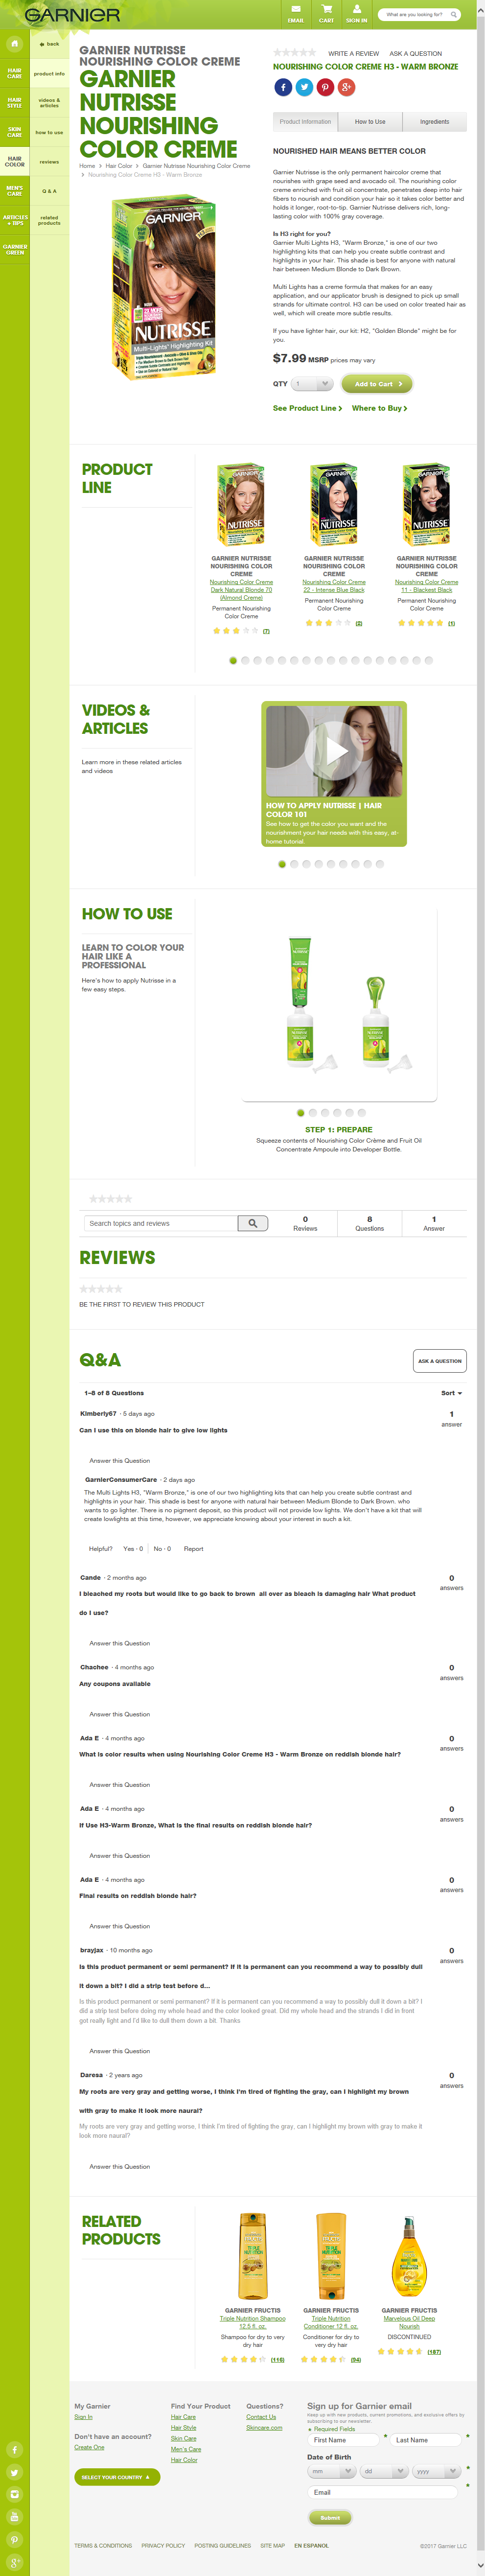 GARNIER
EMAIL
CART
SIGN IN
What are you looking for?
HAIR CARE
HAIR STYLE
SKIN CARE
HAIR COLOR
MEN'S CARE
ARTICLES + TIPS
GARNIER GREEN
back
product info
videos & articles
how to use
reviews
Q & A
related products
GARNIER NUTRISSE
NOURISHING COLOR CREME
GARNIER
NUTRISSE
NOURISHING
COLOR CREME
Home > Hair Color > Garnier Nutrisse Nourishing Color Creme
> Nourishing Color Creme H3 - Warm Bronze
GARNIER
NUTRISSE
Multi-Lights® Highlighting Kit
WRITE A REVIEW ASK A QUESTION
NOURISHING COLOR CREME H3 - WARM BRONZE
Product Information
How to Use
Ingredients
NOURISHED HAIR MEANS BETTER COLOR
Garnier Nutrisse is the only permanent haircolor creme that
nourishes with grape seed and avocado oil. The nourishing color
creme enriched with fruit oil concentrate, penetrates deep into hair
fibers to nourish and condition your hair so it takes color better and
holds it longer, root-to-tip. Garnier Nutrisse delivers rich, long-
lasting color with 100% gray coverage.
Is H3 right for you?
Garnier Multi Lights H3, "Warm Bronze," is one of our two
highlighting kits that can help you create subtle contrast and
highlights in your hair. This shade is best for anyone with natural
hair between Medium Blonde to Dark Brown.
Multi Lights has a creme formula that makes for an easy
application, and our applicator brush is designed to pick up small
strands for ultimate control. H3 can be used on color treated hair as
well, which will create more subtle results.
If you have lighter hair, our kit: H2, "Golden Blonde" might be for
you.
$7.99 MSRP prices may vary
QTY 1 Add to Cart
See Product Line Where to Buy
PRODUCT
LINE
GARNIER NUTRISSE
NOURISHING COLOR
CREME
Nourishing Color Creme
Dark Natural Blonde 70
(Almond Creme)
Permanent Nourishing
Color Creme
(7)
GARNIER NUTRISSE
NOURISHING COLOR
CREME
Nourishing Color Creme
22 - Intense Blue Black
Permanent Nourishing
Color Creme
(2)
GARNIER NUTRISSE
NOURISHING COLOR
CREME
Nourishing Color Creme
11 - Blackest Black
Permanent Nourishing
Color Creme
(1)
VIDEOS &
ARTICLES
Learn more in these related articles
and videos
HOW TO APPLY NUTRISSE | HAIR
COLOR 101
See how to get the color you want and the
nourishment your hair needs with this easy, at-
home tutorial.
HOW TO USE
LEARN TO COLOR YOUR
HAIR LIKE A
PROFESSIONAL
Here's how to apply Nutrisse in a
few easy steps.
STEP 1: PREPARE
Squeeze contents of Nourishing Color Crème and Fruit Oil
Concentrate Ampoule into Developer Bottle.
Search topics and reviews
0
Reviews
8
Questions
1
Answer
REVIEWS
BE THE FIRST TO REVIEW THIS PRODUCT
Q&A
ASK A QUESTION
1–8 of 8 Questions
Sort
Kimberly67 · 5 days ago
1
answer
Can I use this on blonde hair to give low lights
Answer this Question
GarnierConsumerCare · 2 days ago
The Multi Lights H3, "Warm Bronze," is one of our two highlighting kits that can help you create subtle contrast and
highlights in your hair. This shade is best for anyone with natural hair between Medium Blonde to Dark Brown. who
wants to go lighter. There is no pigment deposit, so this product will not provide low lights. We don't have a kit that will
create lowlights at this time, however, we appreciate knowing about your interest in such a kit.
Helpful? Yes · 0 No · 0 Report
Cande · 2 months ago
0
answers
I bleached my roots but would like to go back to brown all over as bleach is damaging hair What product
do I use?
Answer this Question
Chachee · 4 months ago
0
answers
Any coupons available
Answer this Question
Ada E · 4 months ago
0
answers
What is color results when using Nourishing Color Creme H3 - Warm Bronze on reddish blonde hair?
Answer this Question
Ada E · 4 months ago
0
answers
If Use H3-Warm Bronze, What is the final results on reddish blonde hair?
Answer this Question
Ada E · 4 months ago
0
answers
Final results on reddish blonde hair?
Answer this Question
brayjax · 10 months ago
0
answers
Is this product permanent or semi permanent? If it is permanent can you recommend a way to possibly dull
it down a bit? I did a strip test before d...
Is this product permanent or semi permanent? If it is permanent can you recommend a way to possibly dull it down a bit? I
did a strip test before doing my whole head and the color looked great. Did my whole head and the strands I did in front
got really light and I'd like to dull them down a bit. Thanks
Answer this Question
Daresa · 2 years ago
0
answers
My roots are very gray and getting worse, I think I'm tired of fighting the gray, can I highlight my brown
with gray to make it look more naural?
My roots are very gray and getting worse, I think I'm tired of fighting the gray, can I highlight my brown with gray to make it
look more naural?
Answer this Question
RELATED
PRODUCTS
GARNIER FRUCTIS
Triple Nutrition Shampoo
12.5 fl. oz.
Shampoo for dry to very
dry hair
(116)
GARNIER FRUCTIS
Triple Nutrition
Conditioner 12 fl. oz.
Conditioner for dry to
very dry hair
(94)
GARNIER FRUCTIS
Marvelous Oil Deep
Nourish
DISCONTINUED
(187)
My Garnier
Sign In
Don't have an account?
Create One
SELECT YOUR COUNTRY
Find Your Product
Hair Care
Hair Style
Skin Care
Men's Care
Hair Color
Questions?
Contact Us
Skincare.com
Sign up for Garnier email
Keep up with new products, current promotions, and exclusive offers by
subscribing to our newsletter.
* Required Fields
First Name * Last Name *
Date of Birth
mm dd yyyy *
Email *
Submit
TERMS & CONDITIONS PRIVACY POLICY POSTING GUIDELINES SITE MAP EN ESPANOL
©2017 Garnier LLC